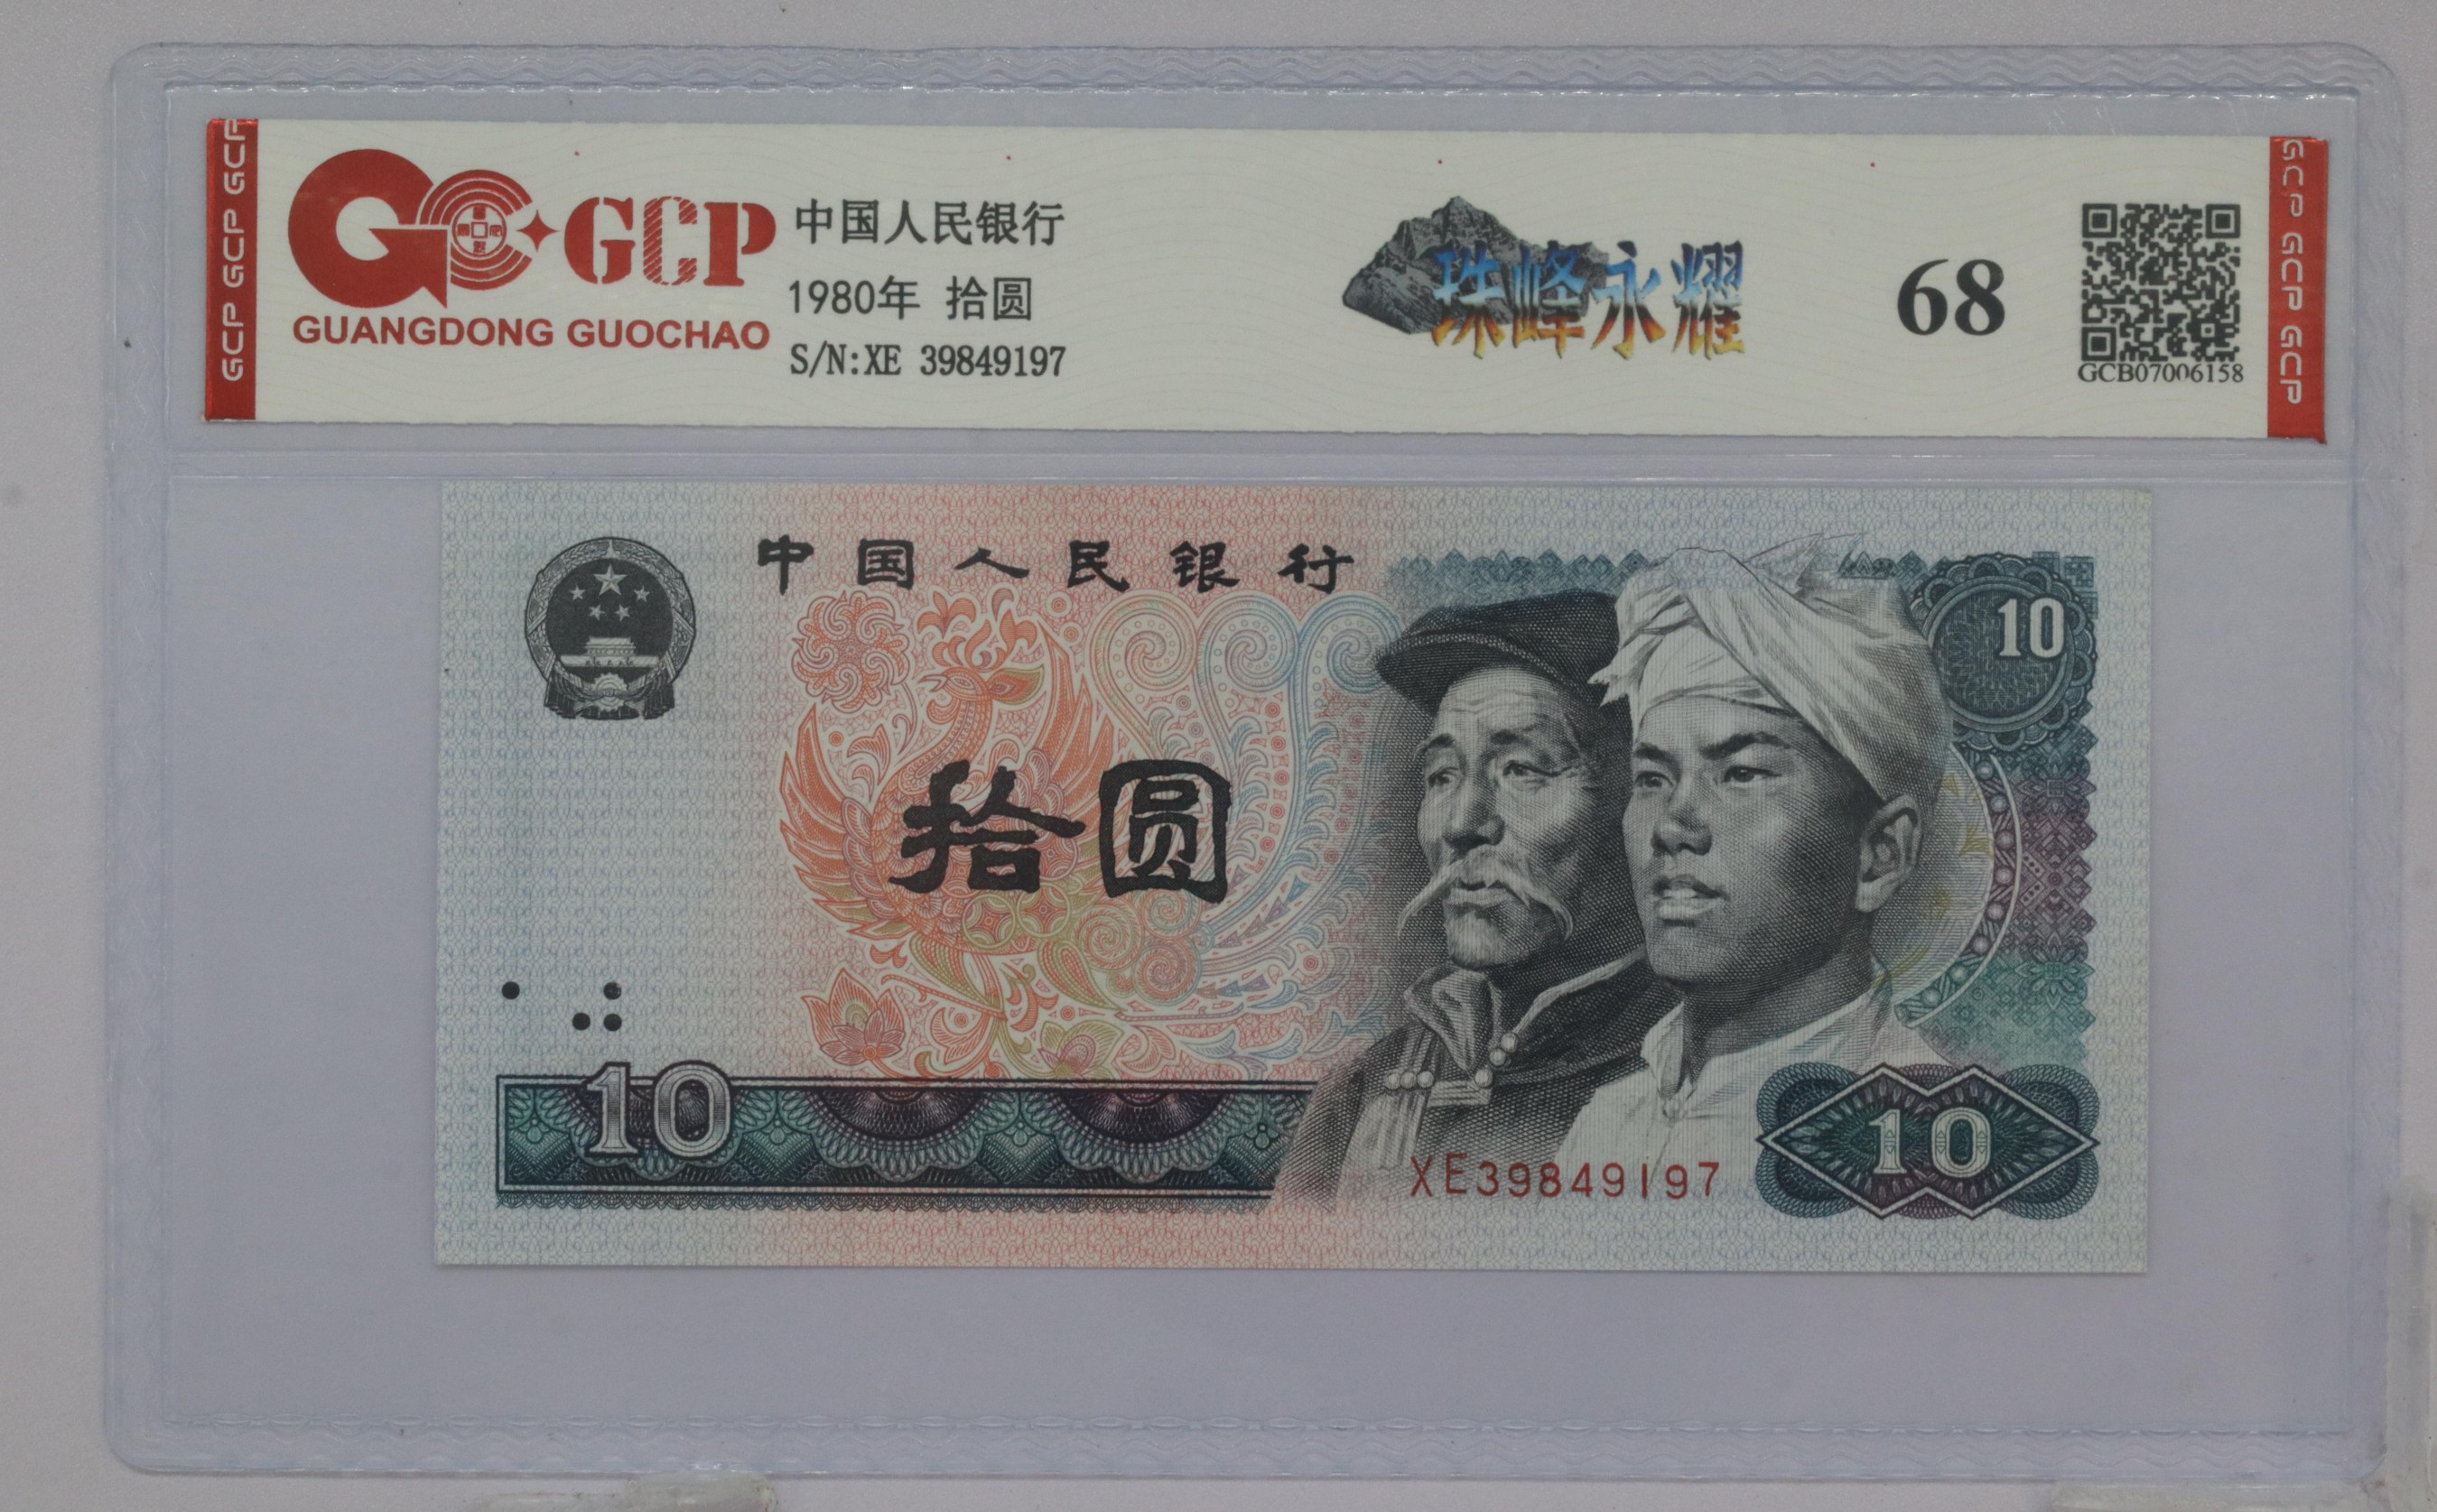 GCP GCP GCP
GCP
GUANGDONG GUOCHAO
中国人民银行
1980年 拾圆
S/N:XE 39849197
珠峰永耀
68
GCB07006158
GCP GCP GCP
中国人民银行
10
拾圆
10
XE39849197
10